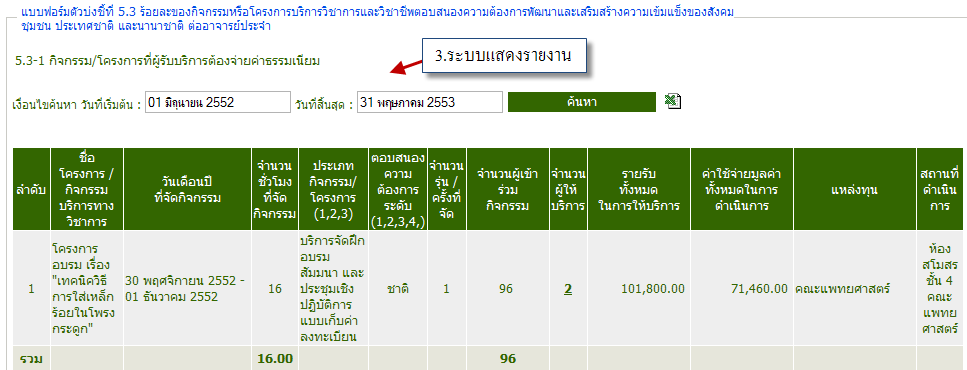 แบบฟอร์มตัวบ่งชี้ที่ 5.3 ร้อยละของกิจกรรมหรือโครงการบริการวิชาการและวิชาชีพตอบสนองความต้องการพัฒนาและเสริมสร้างความเข้มแข็งของสังคม
ชุมชน ประเทศชาติ และนานาชาติ ต่ออาจารย์ประจำ
3.ระบบแสดงรายงาน
5.3-1 กิจกรรม/โครงการที่ผู้รับบริการต้องจ่ายค่าธรรมเนียม
เงื่อนไขค้นหา วันที่เริ่มต้น : 01 มิถุนายน 2552 วันที่สิ้นสุด : 31 พฤษภาคม 2553 ค้นหา
ลำดับ
ชื่อ
โครงการ /
กิจกรรม
บริการทาง
วิชาการ
วันเดือนปี
ที่จัดกิจกรรม
จำนวน
ชั่วโมง
ที่จัด
กิจกรรม
ประเภท
กิจกรรม/
โครงการ
(1,2,3)
ตอบสนอง
ความ
ต้องการ
ระดับ
(1,2,3,4,)
จำนวน
รุ่น /
ครั้งที่
จัด
จำนวนผู้เข้า
ร่วม
กิจกรรม
จำนวน
ผู้ให้
บริการ
รายรับ
ทั้งหมด
ในการให้บริการ
ค่าใช้จ่ายมูลค่า
ทั้งหมดในการ
ดำเนินการ
แหล่งทุน
สถานที่
ดำเนิน
การ
1
โครงการ
อบรม เรื่อง
"เทคนิควิธี
การใส่เหล็ก
ร้อยในโพรง
กระดูก"
30 พฤศจิกายน 2552 -
01 ธันวาคม 2552
16
บริการจัดฝึก
อบรม
สัมมนา และ
ประชุมเชิง
ปฏิบัติการ
แบบเก็บค่า
ลงทะเบียน
ชาติ
1
96
2
101,800.00
71,460.00
คณะแพทยศาสตร์
ห้อง
สโมสร
ชั้น 4
คณะ
แพทย
ศาสตร์
รวม 16.00 96